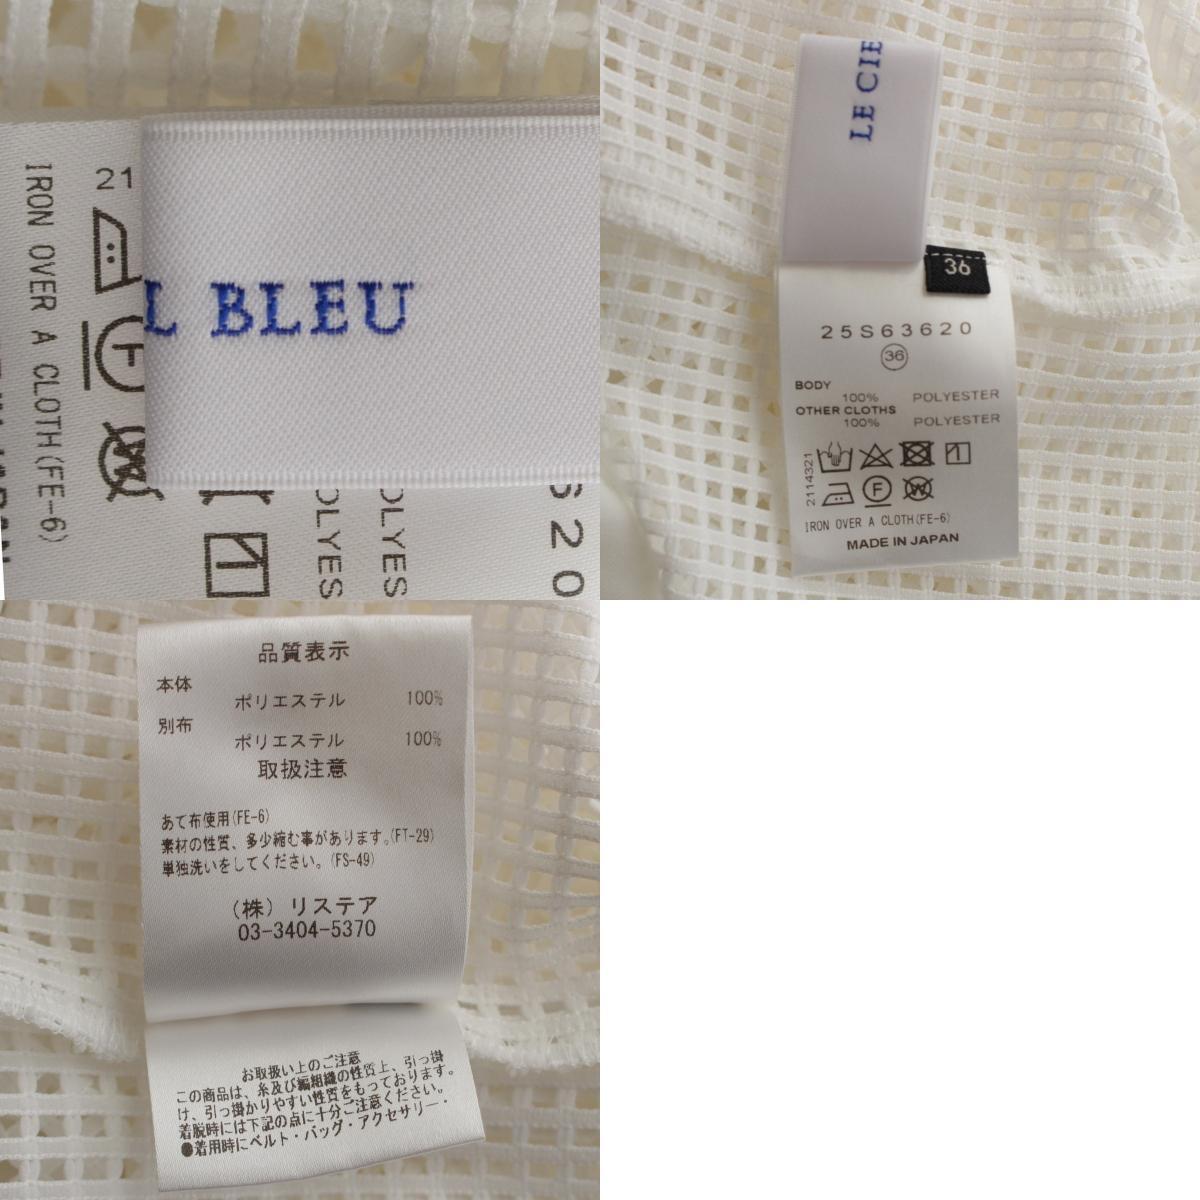 IRON OVER A CLOTH(FE-6)
21
L BLEU
OLYES
OLYES
620
LE CIE
36
25S63620
36
BODY
100% POLYESTER
OTHER CLOTHS
100% POLYESTER
2114321
F
W
IRON OVER A CLOTH(FE-6)
MADE IN JAPAN
品質表示
本体
ポリエステル 100%
別布
ポリエステル 100%
取扱注意
あて布使用(FE-6)
素材の性質、多少縮む事があります。(FT-29)
単独洗いをしてください。(FS-49)
(株)リステア
03-3404-5370
お取扱い上のご注意
この商品は、糸及び編組織の性質上、引っ掛
け、引っ掛かりやすい性質をもっております。
着脱時には下記の点に十分ご注意ください。
●着用時にベルト・バッグ・アクセサリー・